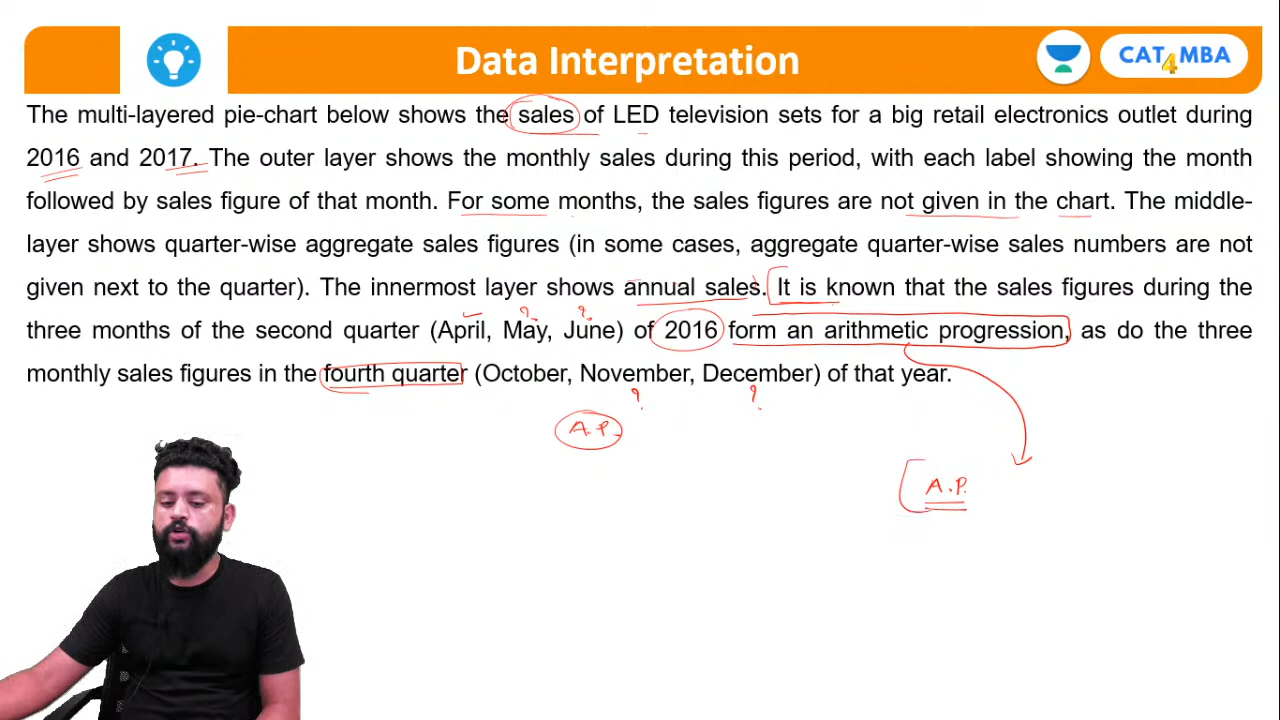 Data Interpretation
CAT4MBA
The multi-layered pie-chart below shows the sales of LED television sets for a big retail electronics outlet during
2016 and 2017. The outer layer shows the monthly sales during this period, with each label showing the month
followed by sales figure of that month. For some months, the sales figures are not given in the chart. The middle-
layer shows quarter-wise aggregate sales figures (in some cases, aggregate quarter-wise sales numbers are not
given next to the quarter). The innermost layer shows annual sales. It is known that the sales figures during the
? ?
three months of the second quarter (April, May, June) of 2016 form an arithmetic progression, as do the three
monthly sales figures in the fourth quarter (October, November, December) of that year.
? ?
A.P.
A.P.